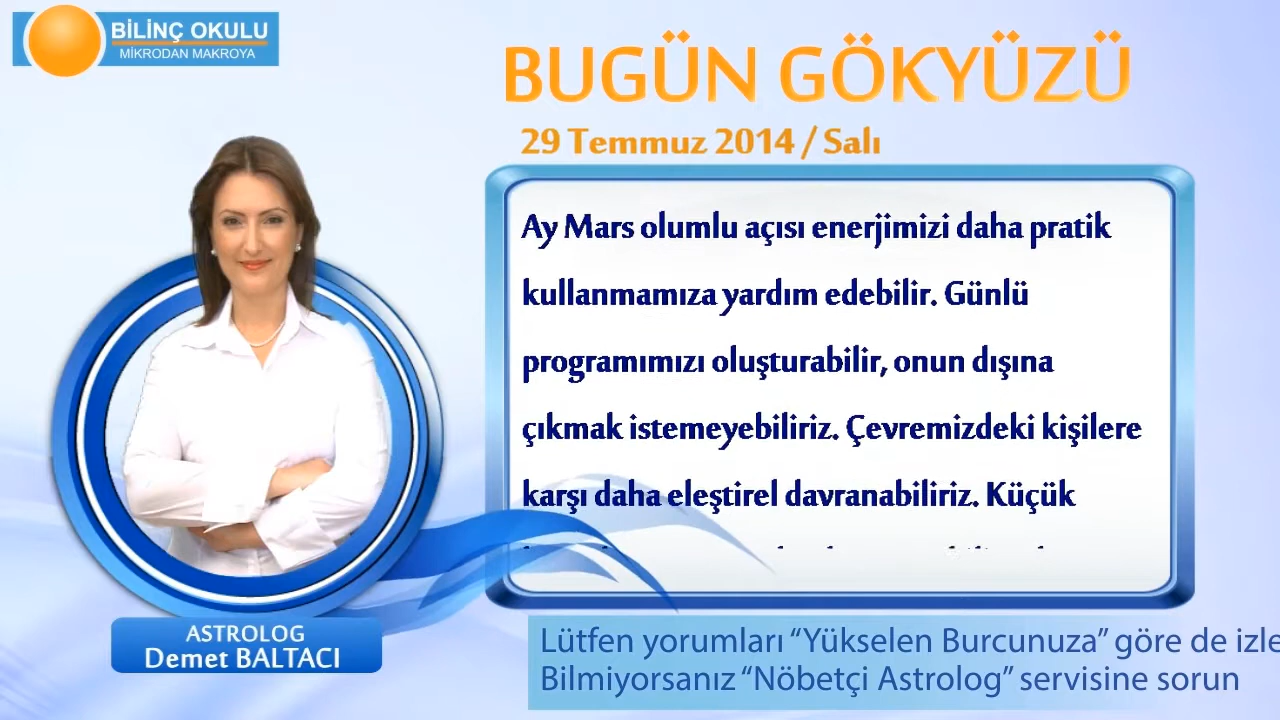 BİLİNÇ OKULU
MİKRODAN MAKROYA
BUGÜN GÖKYÜZÜ
29 Temmuz 2014 / Salı
Ay Mars olumlu açısı enerjimizi daha pratik
kullanmamıza yardım edebilir. Günlü
programımızı oluşturabilir, onun dışına
çıkmak istemeyebiliriz. Çevremizdeki kişilere
karşı daha eleştirel davranabiliriz. Küçük
ASTROLOG
Demet BALTACI
Lütfen yorumları “Yükselen Burcunuza” göre de izle
Bilmiyorsanız “Nöbetçi Astrolog” servisine sorun